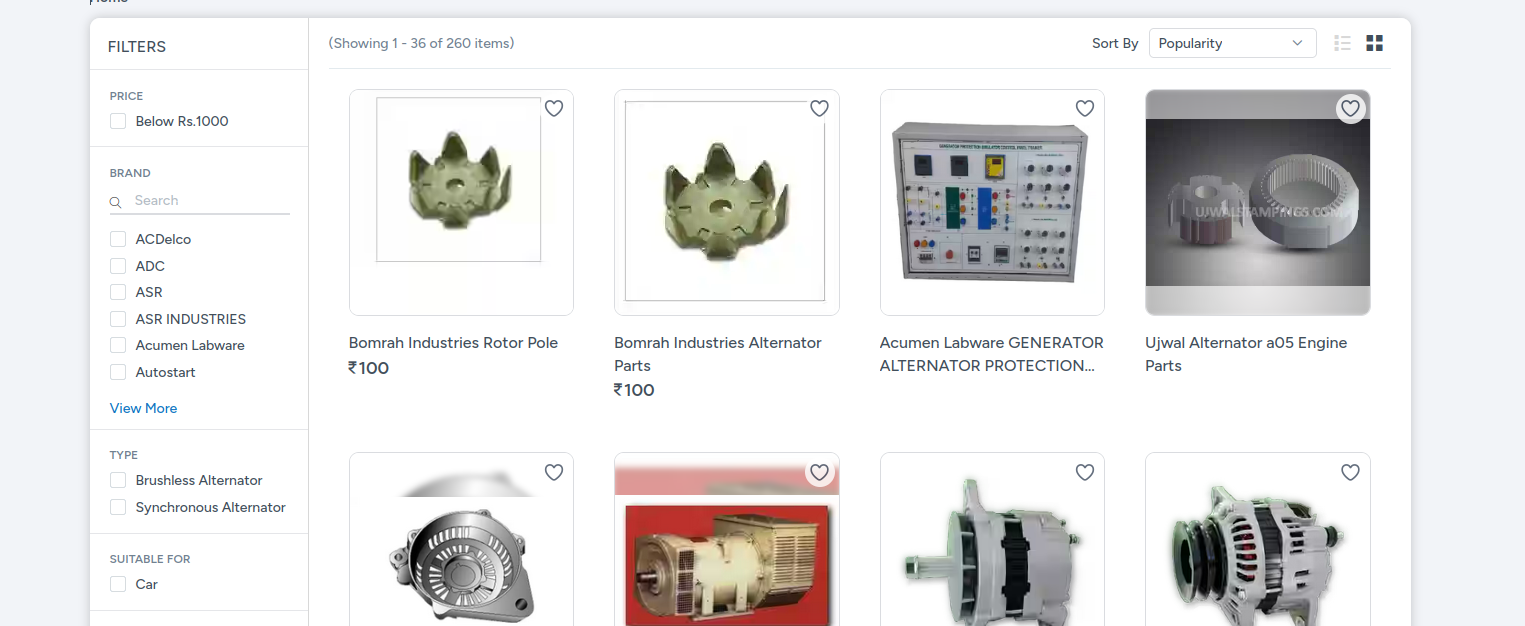 FILTERS
(Showing 1 - 36 of 260 items)
Sort By
Popularity
PRICE
Below Rs.1000
BRAND
Search
ACDelco
ADC
ASR
ASR INDUSTRIES
Acumen Labware
Autostart
View More
TYPE
Brushless Alternator
Synchronous Alternator
SUITABLE FOR
Car
UJWALSTAMPINGS.COM
Bomrah Industries Rotor Pole
₹100
Bomrah Industries Alternator
Parts
₹100
Acumen Labware GENERATOR
ALTERNATOR PROTECTION...
Ujwal Alternator a05 Engine
Parts